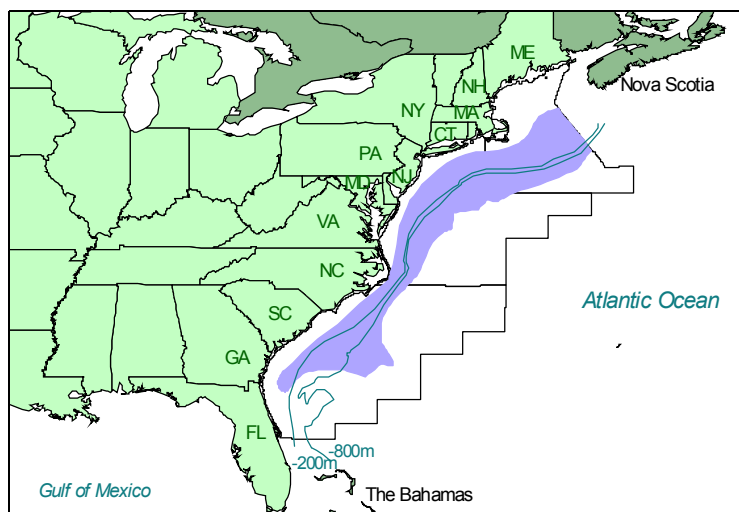 ME
Nova Scotia
NH
NY
MA
CT
PA
NJ
MD
VA
NC
Atlantic Ocean
SC
GA
FL
-800m
-200m
Gulf of Mexico
The Bahamas